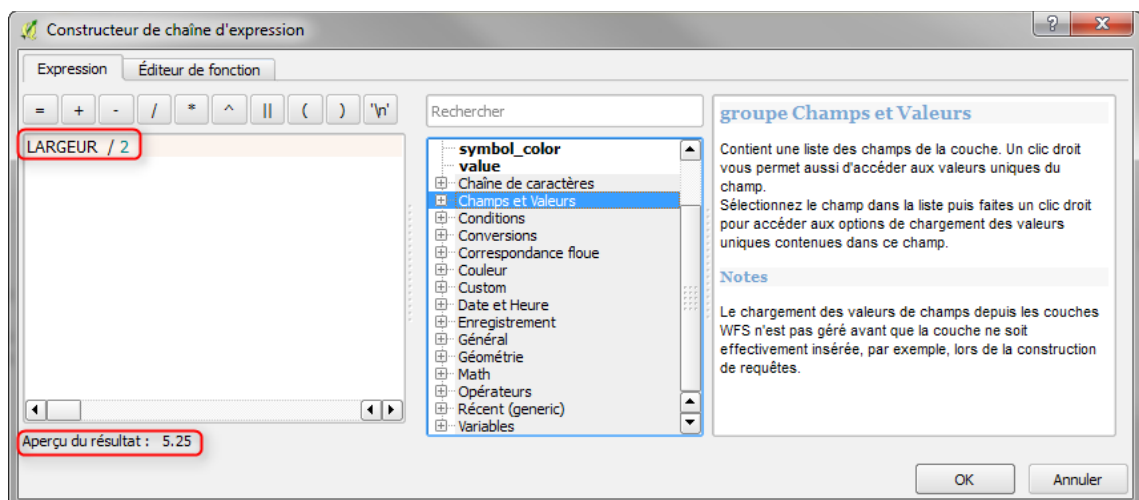 Constructeur de chaîne d'expression
? X
Expression Éditeur de fonction
= + - / * ^ || ( ) '\n'
LARGEUR / 2
Aperçu du résultat : 5.25
Rechercher
symbol_color
value
Chaîne de caractères
Champs et Valeurs
Conditions
Conversions
Correspondance floue
Couleur
Custom
Date et Heure
Enregistrement
Général
Géométrie
Math
Opérateurs
Récent (generic)
Variables
groupe Champs et Valeurs
Contient une liste des champs de la couche. Un clic droit
vous permet aussi d'accéder aux valeurs uniques du
champ.
Sélectionnez le champ dans la liste puis faites un clic droit
pour accéder aux options de chargement des valeurs
uniques contenues dans ce champ.
Notes
Le chargement des valeurs de champs depuis les couches
WFS n'est pas géré avant que la couche ne soit
effectivement insérée, par exemple, lors de la construction
de requêtes.
OK Annuler